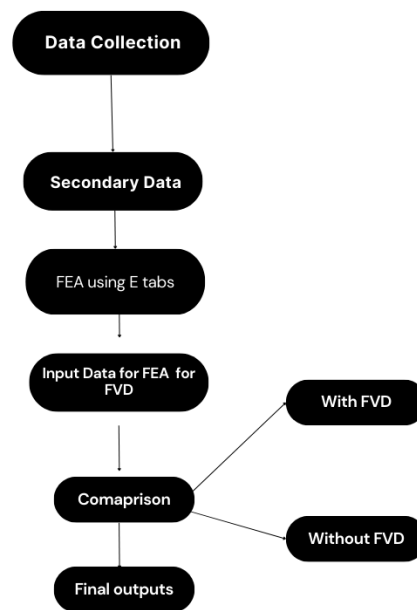 Data Collection
Secondary Data
FEA using E tabs
Input Data for FEA for
FVD
With FVD
Comaprison
Without FVD
Final outputs